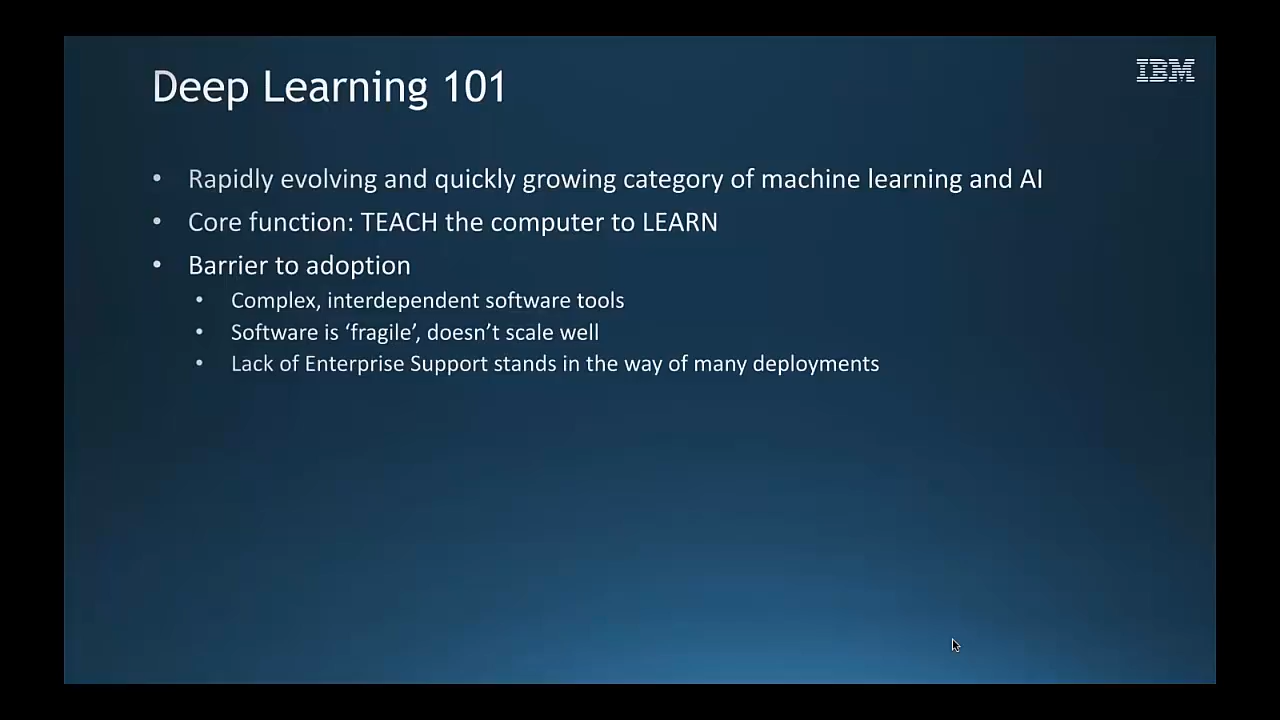 Deep Learning 101
IBM
• Rapidly evolving and quickly growing category of machine learning and AI
• Core function: TEACH the computer to LEARN
• Barrier to adoption
• Complex, interdependent software tools
• Software is ‘fragile’, doesn’t scale well
• Lack of Enterprise Support stands in the way of many deployments